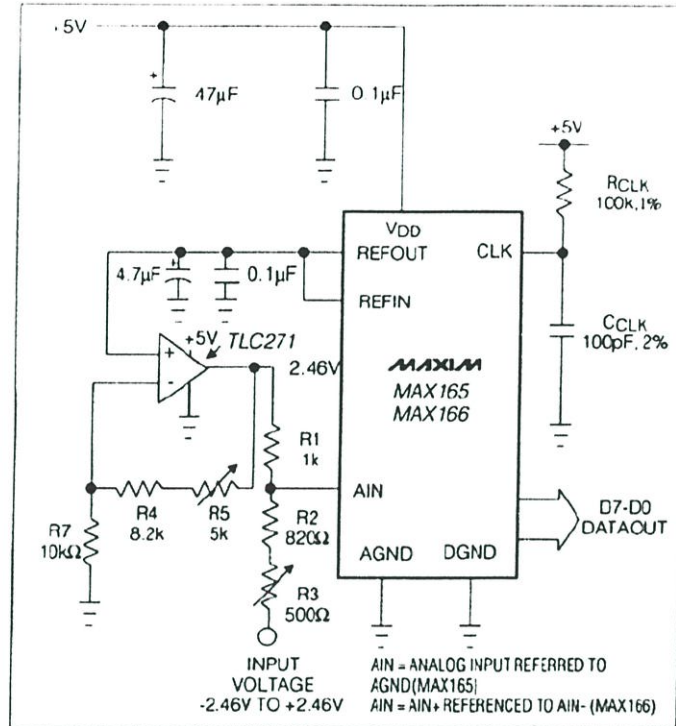 +5V
47µF
0.1µF
+5V
RCLK
100k,1%
VDD
REFOUT
CLK
4.7µF
0.1µF
REFIN
CCLK
100pF, 2%
+5V
TLC271
+
-
2.46V
MAXIM
MAX165
MAX166
R1
1k
AIN
R4
8.2k
R5
5k
R2
820Ω
D7-D0
DATAOUT
R7
10kΩ
AGND
DGND
R3
500Ω
INPUT
VOLTAGE
-2.46V TO +2.46V
AIN = ANALOG INPUT REFERRED TO
AGND(MAX165)
AIN = AIN+ REFERENCED TO AIN- (MAX166)